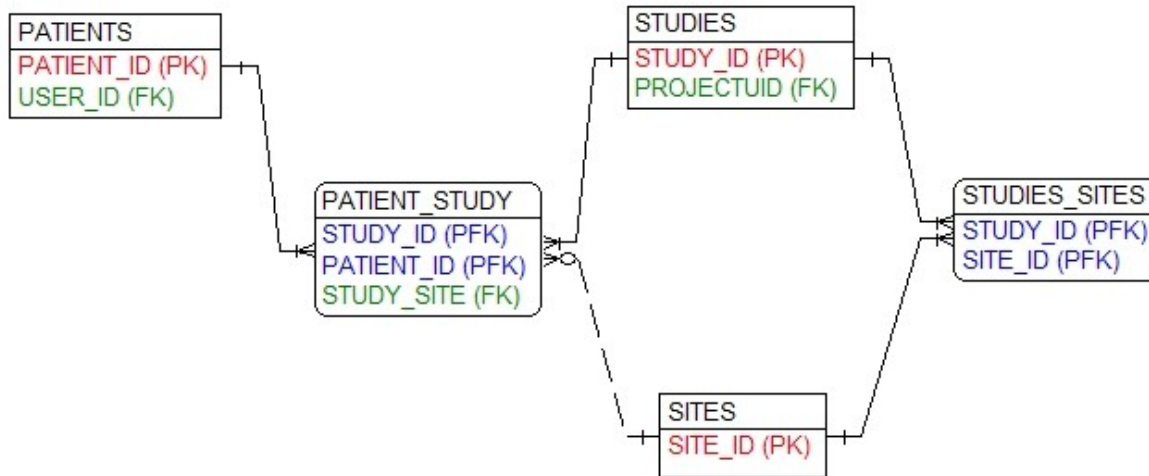 PATIENTS
PATIENT_ID (PK)
USER_ID (FK)
STUDIES
STUDY_ID (PK)
PROJECTUID (FK)
PATIENT_STUDY
STUDY_ID (PFK)
PATIENT_ID (PFK)
STUDY_SITE (FK)
STUDIES_SITES
STUDY_ID (PFK)
SITE_ID (PFK)
SITES
SITE_ID (PK)